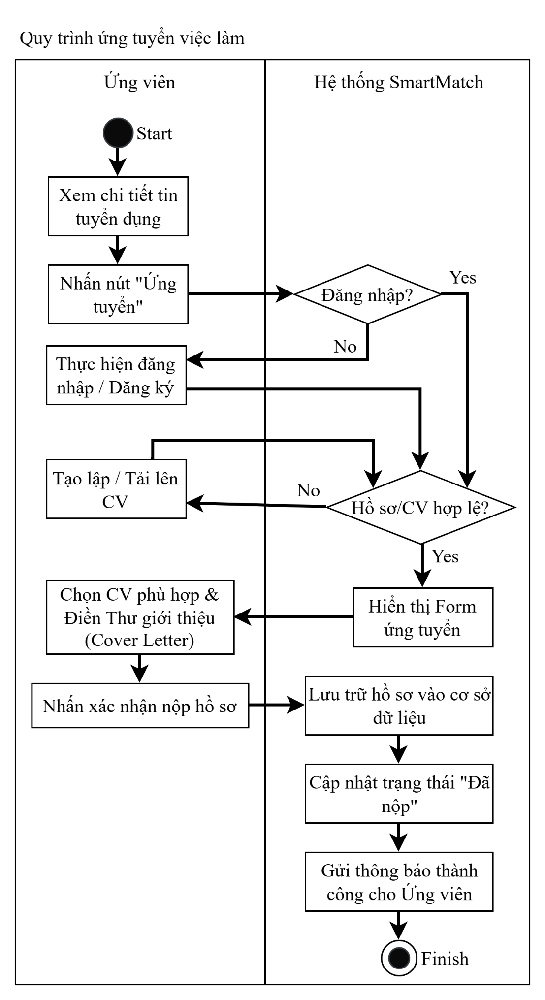 Quy trình ứng tuyển việc làm
Ứng viên
Hệ thống SmartMatch
Start
Xem chi tiết tin
tuyển dụng
Nhấn nút "Ứng
tuyển"
Đăng nhập?
Yes
No
Thực hiện đăng
nhập / Đăng ký
Tạo lập / Tải lên
CV
No
Hồ sơ/CV hợp lệ?
Yes
Hiển thị Form
ứng tuyển
Chọn CV phù hợp &
Điền Thư giới thiệu
(Cover Letter)
Nhấn xác nhận nộp hồ sơ
Lưu trữ hồ sơ vào cơ sở
dữ liệu
Cập nhật trạng thái "Đã
nộp"
Gửi thông báo thành
công cho Ứng viên
Finish